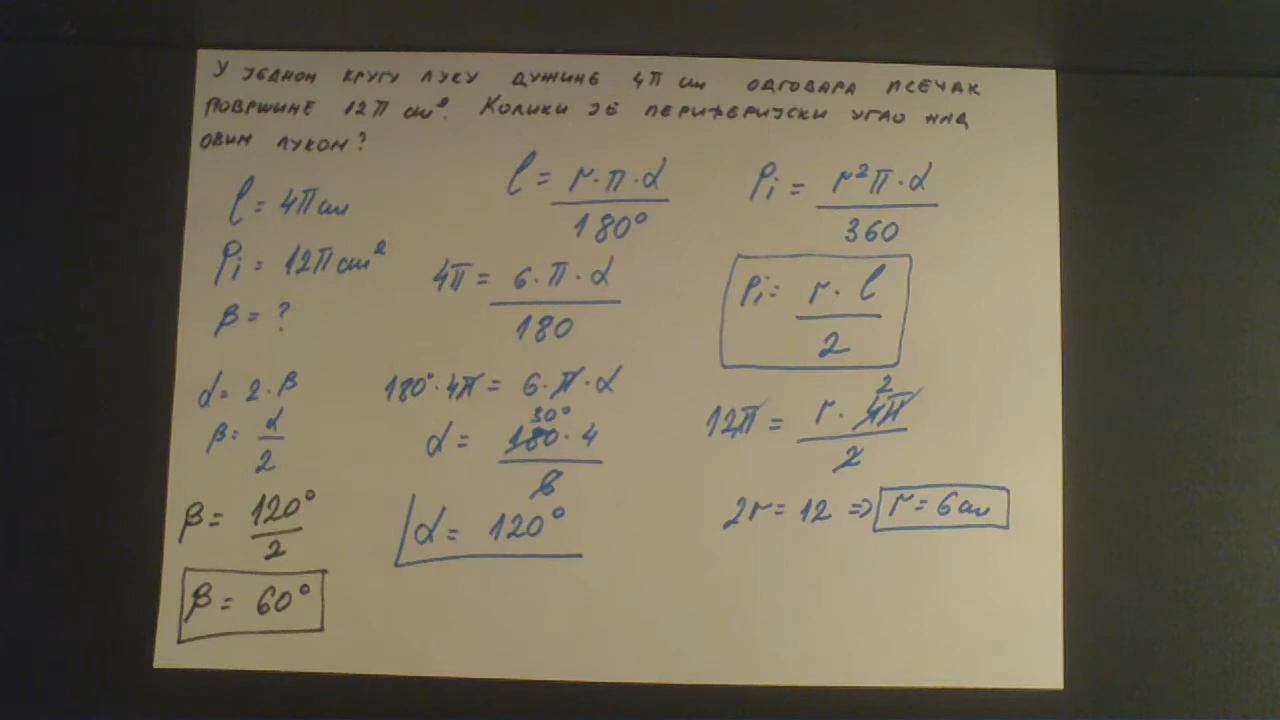 У ЈЕДНОМ КРУГУ ЛУКУ ДУЖИНЕ 4π cm ОДГОВАРА ИСЕЧАК
ПОВРШИНЕ 12π cm². КОЛИКИ ЈЕ ПЕРИФЕРИЈСКИ УГАО НАД
ОВИМ ЛУКОМ?
l = 4π cm
Pi = 12π cm²
β = ?
α = 2 · β
β = α / 2
β = 120° / 2
β = 60°
l = r · π · α / 180°
4π = 6 · π · α / 180
180° · 4π = 6 · π · α
30°
α = 180 · 4 / 6
α = 120°
Pi = r²π · α / 360
Pi = r · l / 2
2
12π = r · 4π / 2
2r = 12 ⇒ r = 6 cm